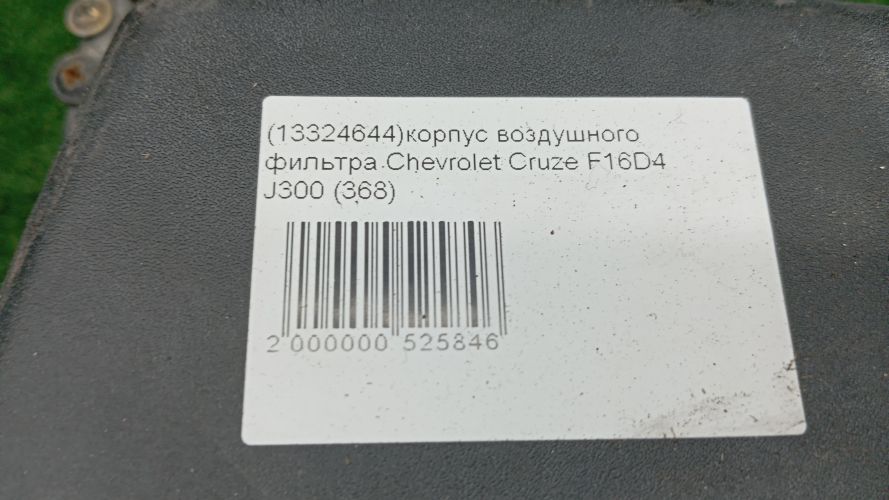 (13324644)корпус воздушного
фильтра Chevrolet Cruze F16D4
J300 (368)
2 000000 525846